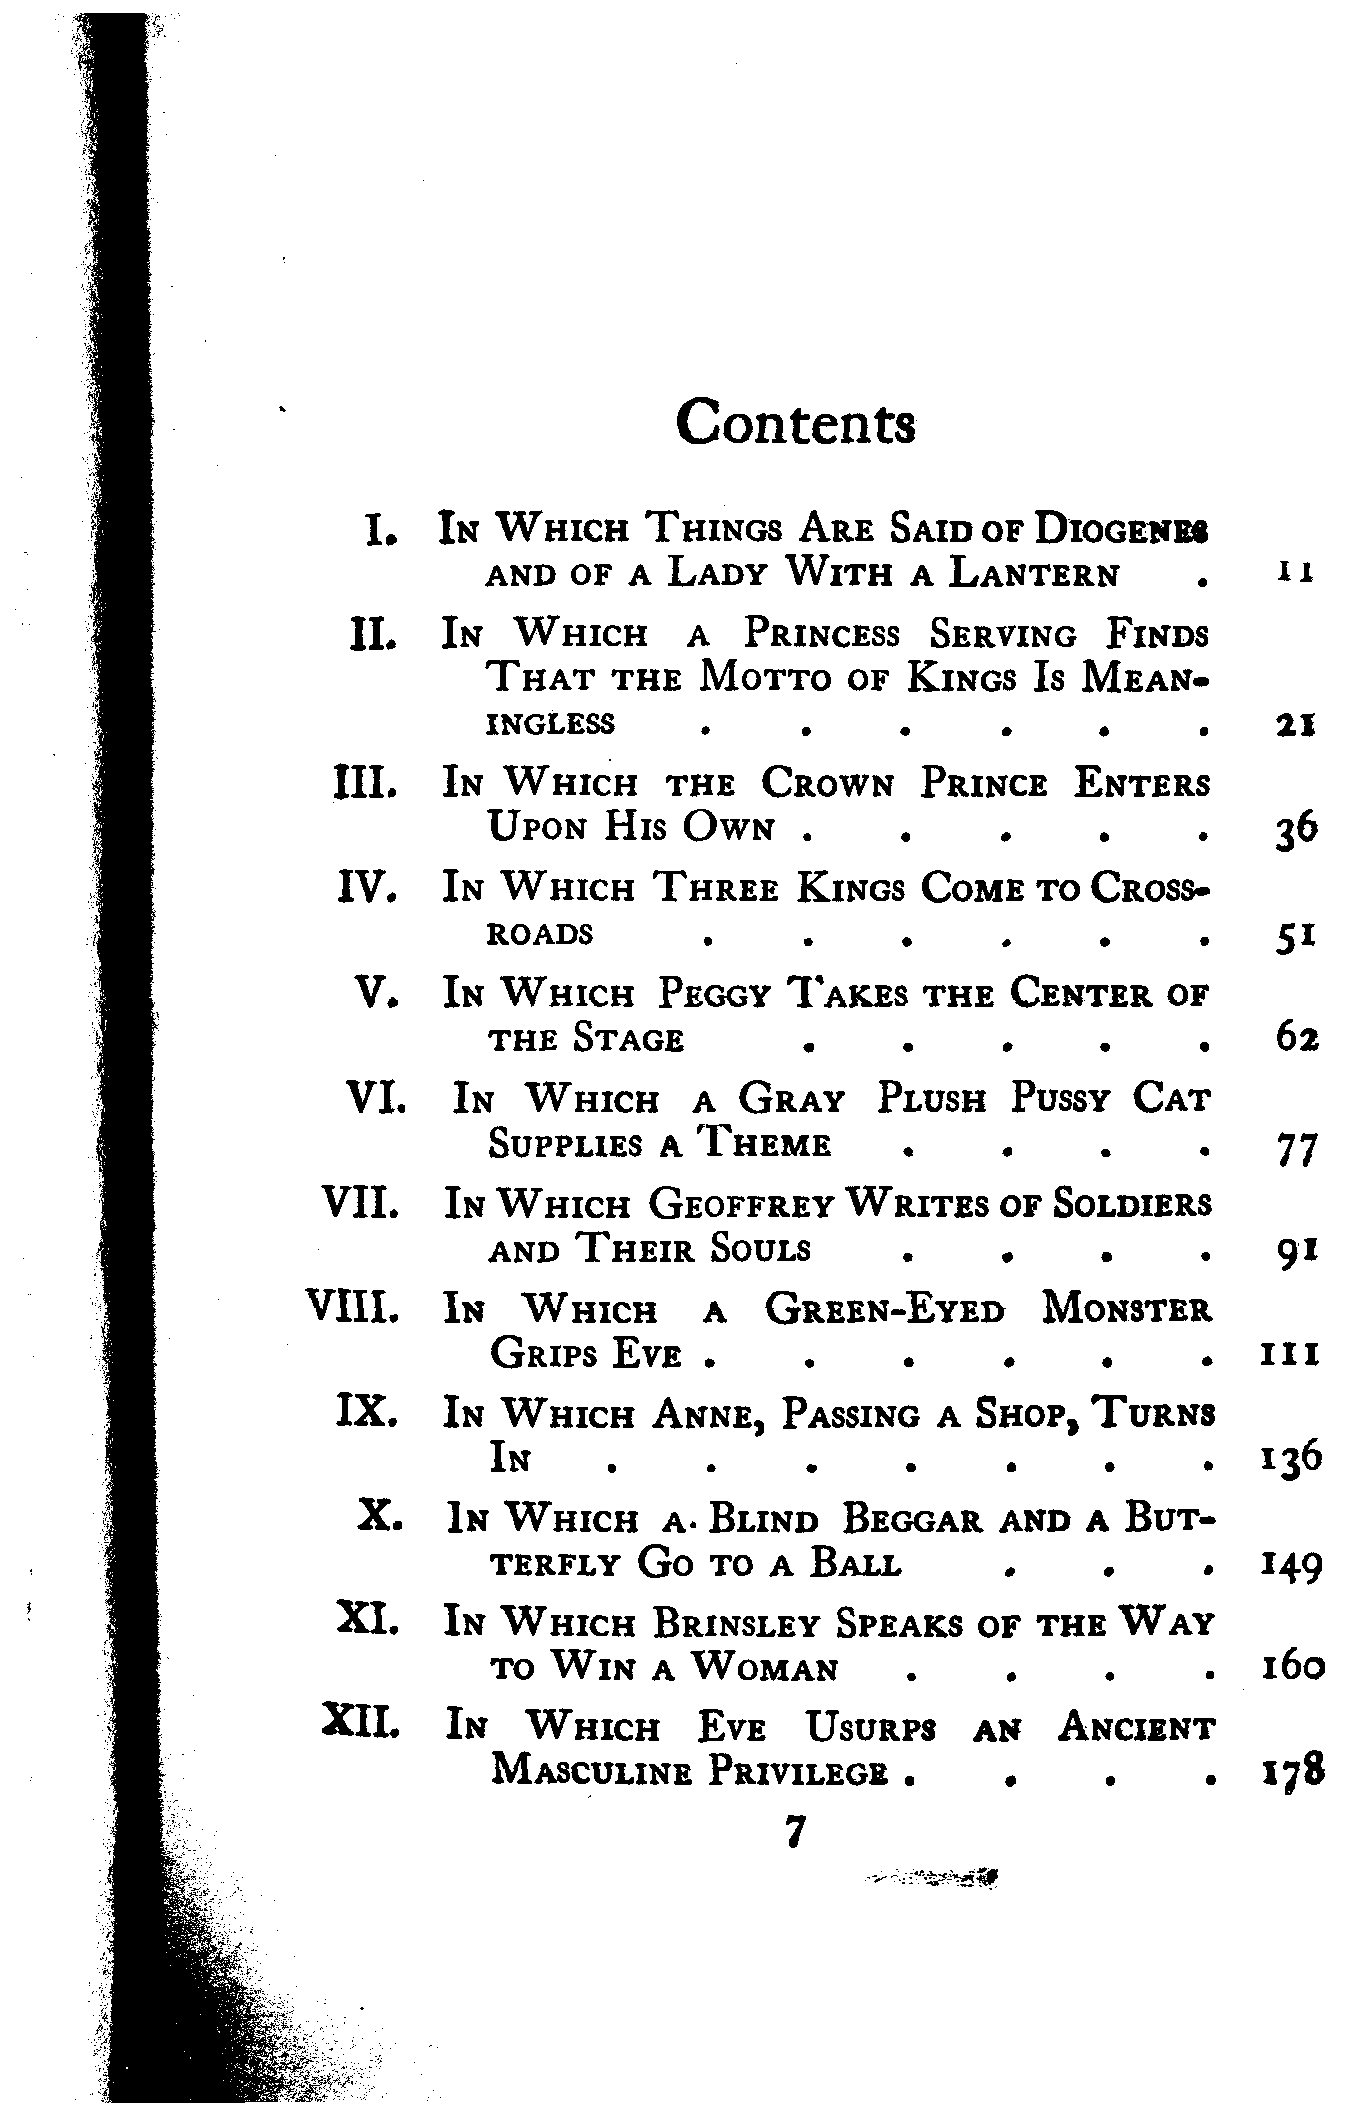 Contents
I. In Which Things Are Said of Diogenes
and of a Lady With a Lantern . 11
II. In Which a Princess Serving Finds
That the Motto of Kings Is Mean-
ingless . . . . . . 21
III. In Which the Crown Prince Enters
Upon His Own . . . . . 36
IV. In Which Three Kings Come to Cross-
roads . . . . . . 51
V. In Which Peggy Takes the Center of
the Stage . . . . . 62
VI. In Which a Gray Plush Pussy Cat
Supplies a Theme . . . . 77
VII. In Which Geoffrey Writes of Soldiers
and Their Souls . . . . 91
VIII. In Which a Green-Eyed Monster
Grips Eve . . . . . . 111
IX. In Which Anne, Passing a Shop, Turns
In . . . . . . . 136
X. In Which a Blind Beggar and a But-
terfly Go to a Ball . . . 149
XI. In Which Brinsley Speaks of the Way
to Win a Woman . . . . 160
XII. In Which Eve Usurps an Ancient
Masculine Privilege . . . . 178
7